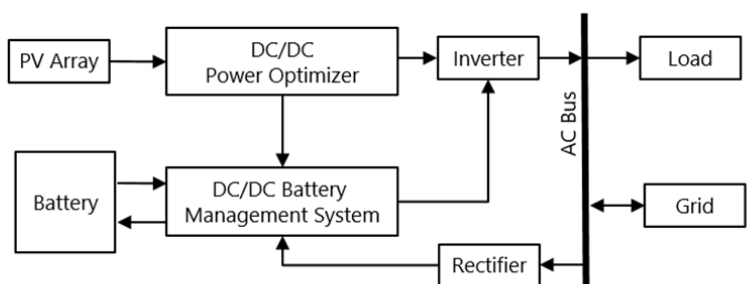 PV Array
DC/DC
Power Optimizer
Inverter
Load
AC Bus
Battery
DC/DC Battery
Management System
Grid
Rectifier